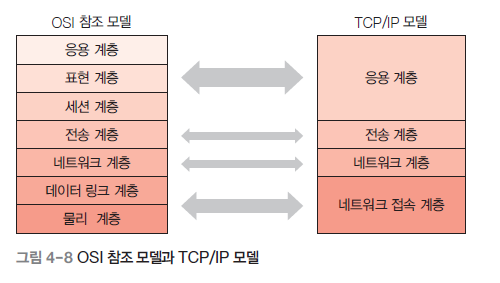 OSI 참조 모델
TCP/IP 모델
응용 계층
표현 계층
세션 계층
전송 계층
네트워크 계층
데이터 링크 계층
물리 계층
응용 계층
전송 계층
네트워크 계층
네트워크 접속 계층
그림 4-8 OSI 참조 모델과 TCP/IP 모델